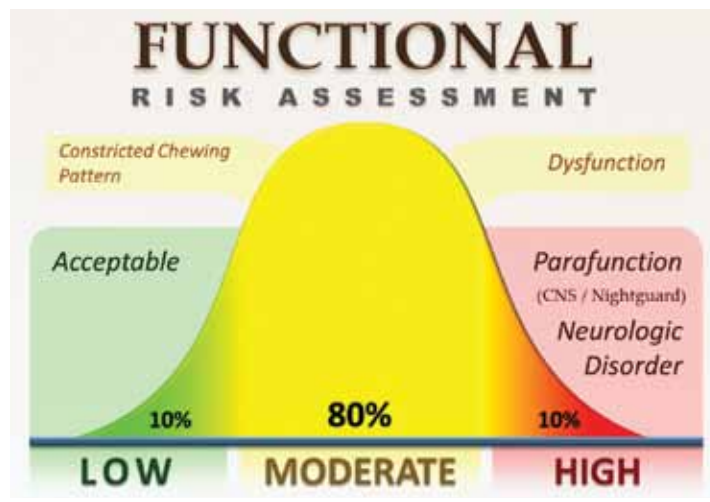 FUNCTIONAL
RISK ASSESSMENT
Constricted Chewing
Pattern
Dysfunction
Acceptable
Parafunction
(CNS / Nightguard)
Neurologic
Disorder
10%
80%
10%
LOW
MODERATE
HIGH